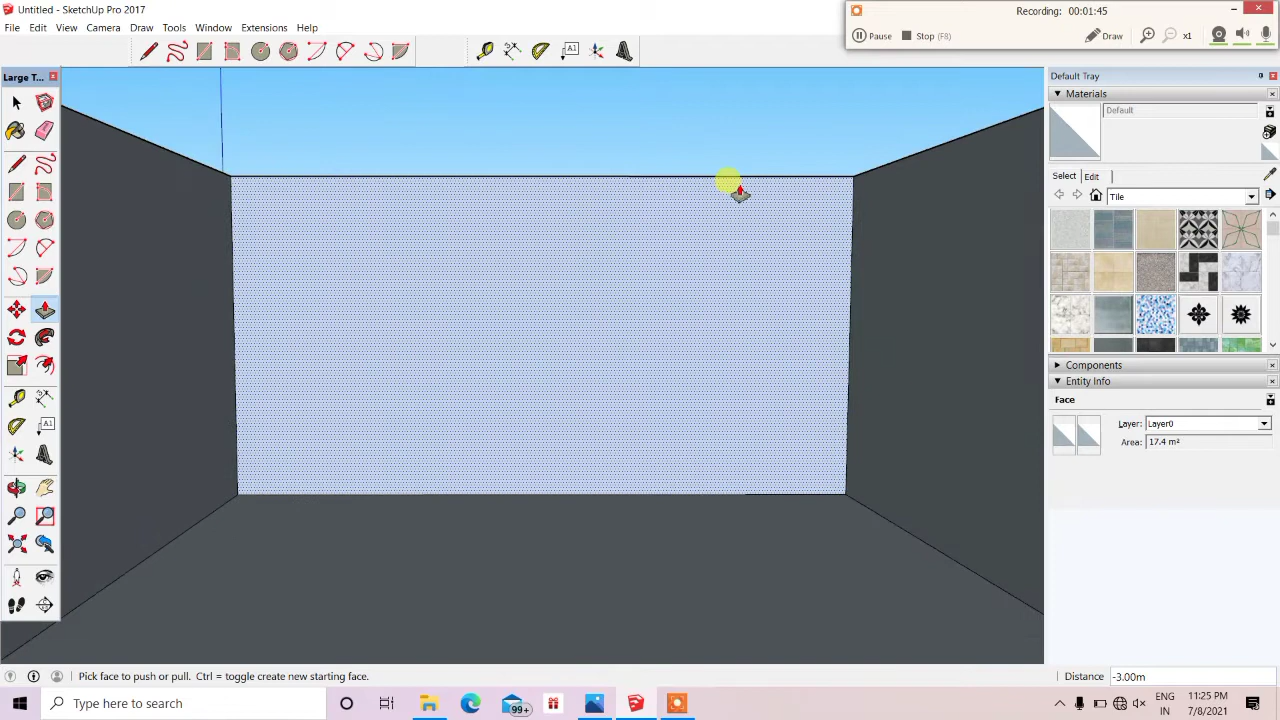 Untitled - SketchUp Pro 2017
Recording: 00:01:45
File Edit View Camera Draw Tools Window Extensions Help
Pause Stop (F8) Draw x1
A1
Large T...
Default Tray
Materials
Default
Select Edit
Tile
A1
Components
Entity Info
Face
Layer: Layer0
Area: 17.4 m²
Pick face to push or pull. Ctrl = toggle create new starting face.
Distance -3.00m
Type here to search
99+
ENG
IN
11:25 PM
7/8/2021